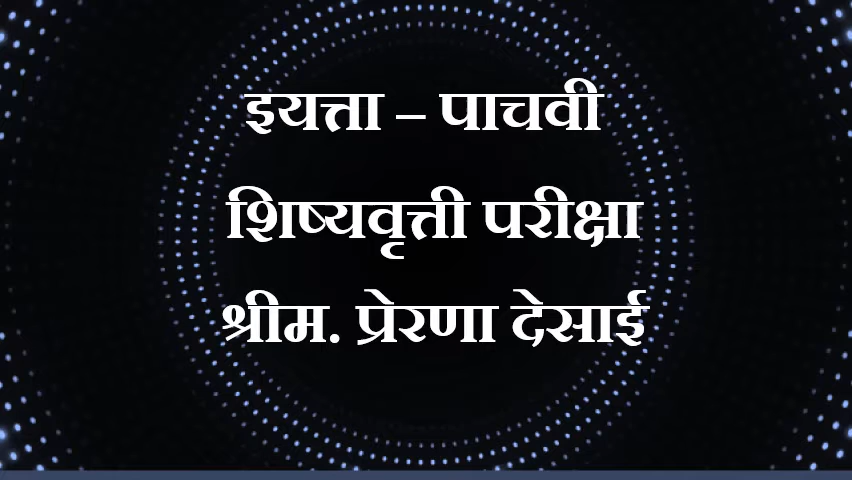 इयत्ता – पाचवी
शिष्यवृत्ती परीक्षा
श्रीम. प्रेरणा देसाई